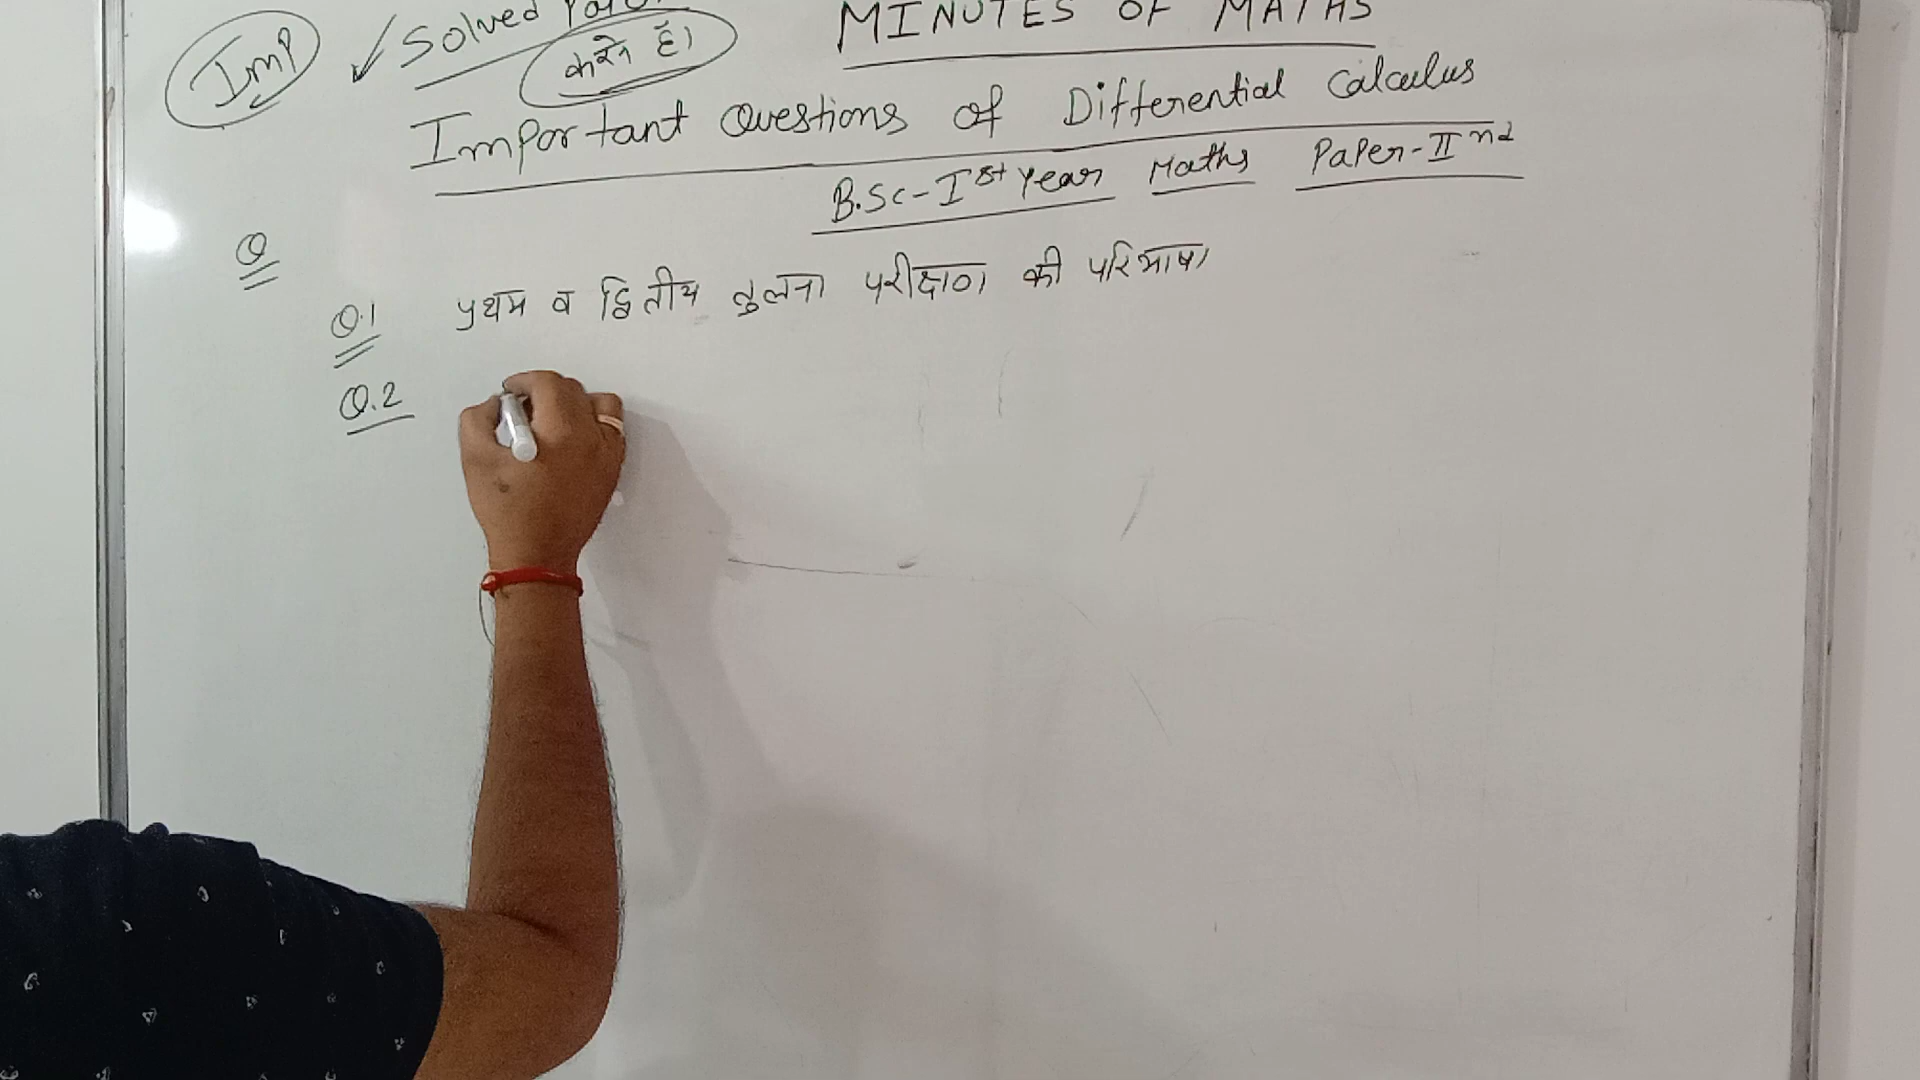 Imp ✓ Solved
करने हैं।
MINUTES OF MATHS
Important Questions of Differential Calculus
B.Sc-Ist Year Maths Paper-IInd
Q
Q.1 प्रथम व द्वितीय तुलना परीक्षण की परिभाषा
Q.2